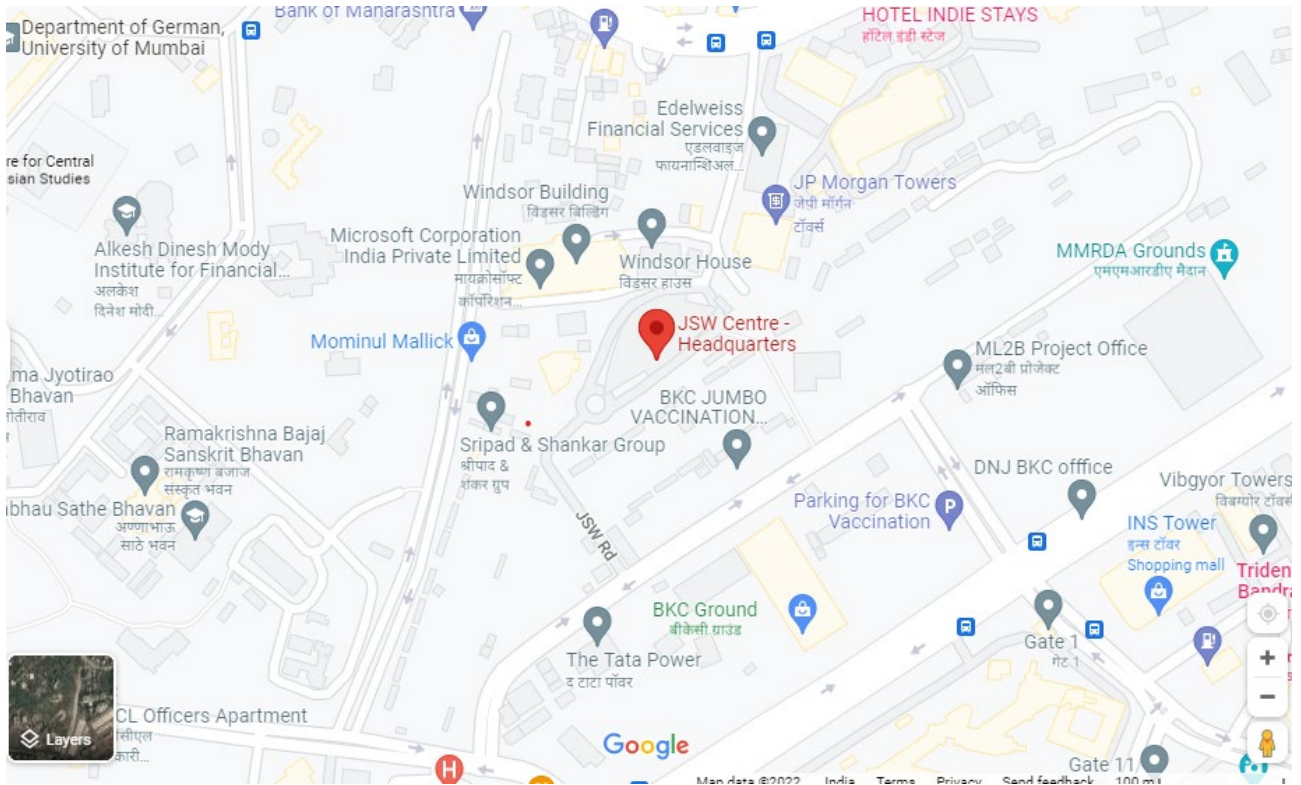 Bank of Maharashtra
Department of German,
University of Mumbai
HOTEL INDIE STAYS
हॉटेल इंडी स्टेज
Edelweiss
Financial Services
एडलवाइज
फायनान्शिअल...
re for Central
sian Studies
JP Morgan Towers
जेपी मॉर्गन
टॉवर्स
Windsor Building
विंडसर बिल्डिंग
Alkesh Dinesh Mody
Institute for Financial...
अलकेश
दिनेश मोदी...
Microsoft Corporation
India Private Limited
मायक्रोसॉफ्ट
कॉर्पोरेशन...
Windsor House
विंडसर हाउस
MMRDA Grounds
एमएमआरडीए मैदान
Mominul Mallick
JSW Centre -
Headquarters
ML2B Project Office
मल2बी प्रोजेक्ट
ऑफिस
ma Jyotirao
Bhavan
BKC JUMBO
VACCINATION...
Ramakrishna Bajaj
Sanskrit Bhavan
रामकृष्ण बजाज
संस्कृत भवन
Sripad & Shankar Group
श्रीपाद &
शंकर ग्रुप
DNJ BKC offfice
Vibgyor Towers
विबग्योर टॉवर्स
bhau Sathe Bhavan
अण्णाभाऊ
साठे भवन
Parking for BKC
Vaccination
P
JSW Rd
INS Tower
इन्स टॉवर
Shopping mall
Triden
Bandra
BKC Ground
बीकेसी ग्राउंड
Gate 1
गेट 1
The Tata Power
द टाटा पॉवर
CL Officers Apartment
सीएल
कारी...
Layers
Google
H
Gate 11
Map data ©2022 India Terms Privacy Send feedback 100 m